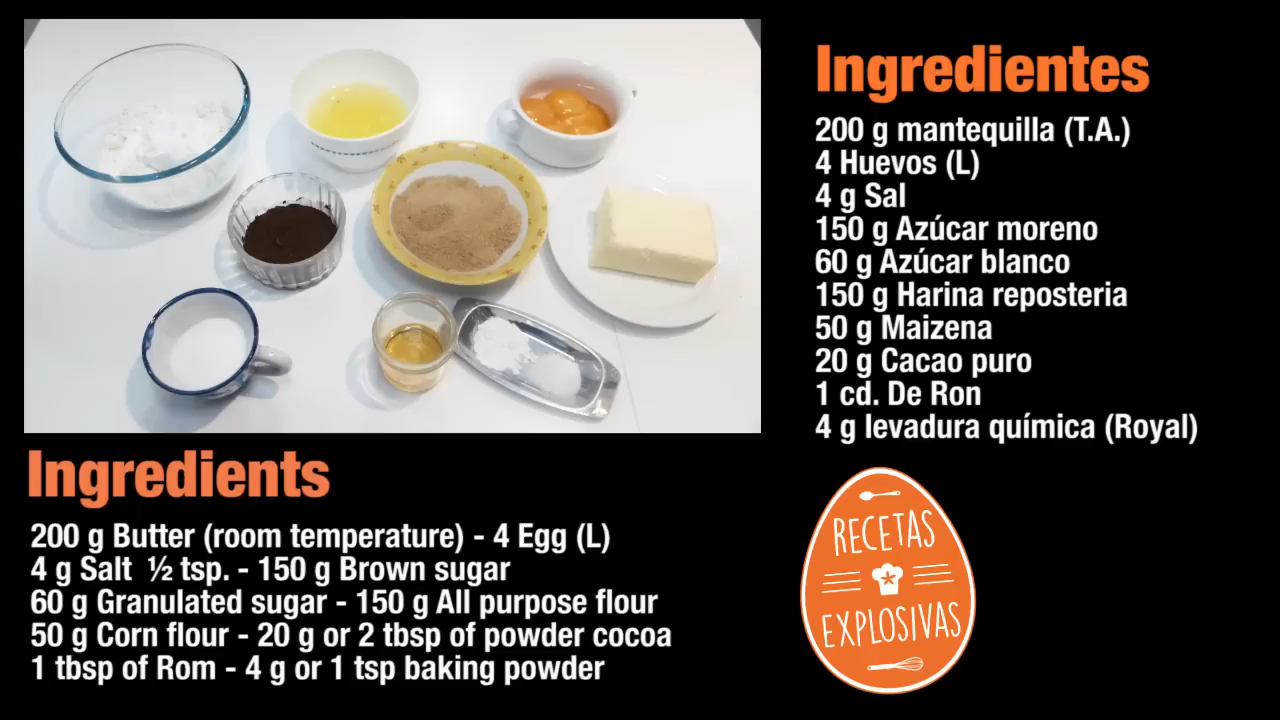 Ingredientes
200 g mantequilla (T.A.)
4 Huevos (L)
4 g Sal
150 g Azúcar moreno
60 g Azúcar blanco
150 g Harina reposteria
50 g Maizena
20 g Cacao puro
1 cd. De Ron
4 g levadura química (Royal)
Ingredients
200 g Butter (room temperature) - 4 Egg (L)
4 g Salt ½ tsp. - 150 g Brown sugar
60 g Granulated sugar - 150 g All purpose flour
50 g Corn flour - 20 g or 2 tbsp of powder cocoa
1 tbsp of Rom - 4 g or 1 tsp baking powder
RECETAS
EXPLOSIVAS